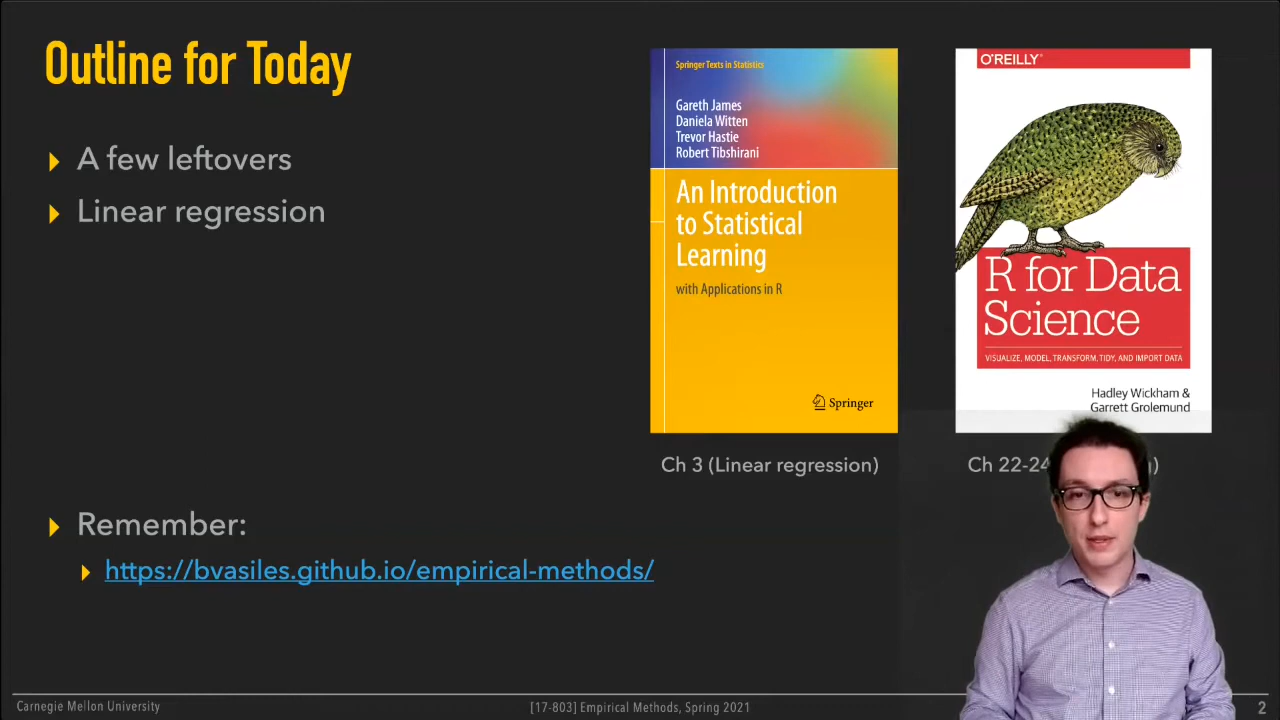 Outline for Today
A few leftovers
Linear regression
Springer Texts in Statistics
Gareth James
Daniela Witten
Trevor Hastie
Robert Tibshirani
An Introduction
to Statistical
Learning
with Applications in R
Springer
Ch 3 (Linear regression)
O'REILLY®
R for Data
Science
VISUALIZE, MODEL, TRANSFORM, TIDY, AND IMPORT DATA
Hadley Wickham &
Garrett Grolemund
Ch 22-24
Remember:
https://bvasiles.github.io/empirical-methods/
Carnegie Mellon University
[17-803] Empirical Methods, Spring 2021
2